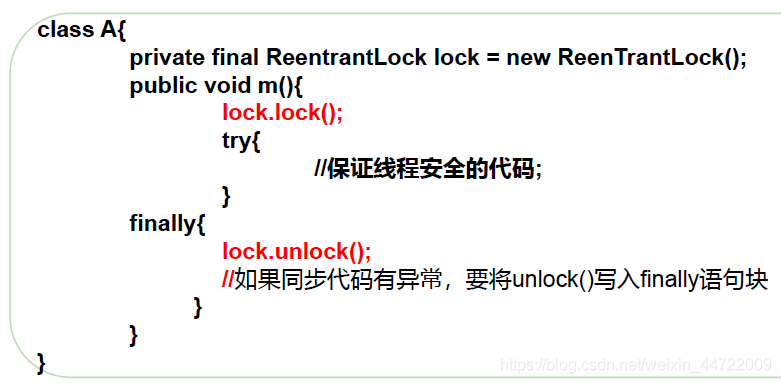 class A{
private final ReentrantLock lock = new ReenTrantLock();
public void m(){
lock.lock();
try{
//保证线程安全的代码;
}
finally{
lock.unlock();
//如果同步代码有异常，要将unlock()写入finally语句块
}
}
}
https://blog.csdn.net/weixin_44722009